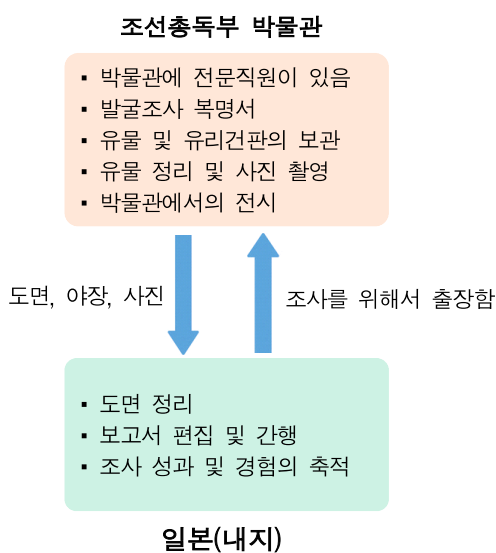 조선총독부 박물관
▪ 박물관에 전문직원이 있음
▪ 발굴조사 복명서
▪ 유물 및 유리건판의 보관
▪ 유물 정리 및 사진 촬영
▪ 박물관에서의 전시
도면, 야장, 사진
조사를 위해서 출장함
▪ 도면 정리
▪ 보고서 편집 및 간행
▪ 조사 성과 및 경험의 축적
일본(내지)